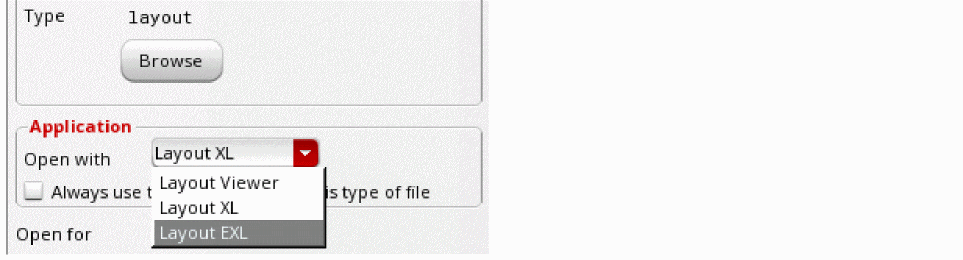 Type layout
Browse
Application
Open with Layout XL
Layout Viewer
Always use t is type of file
Layout XL
Layout EXL
Open for